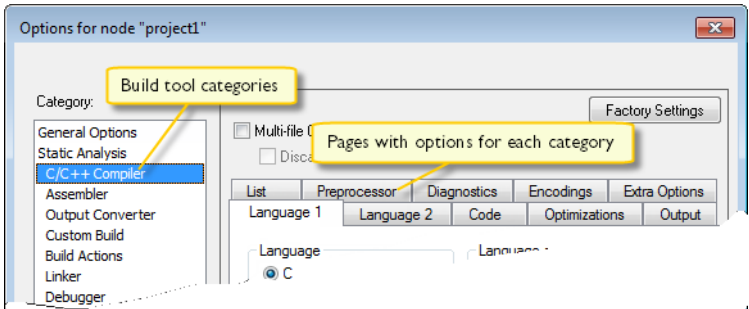 Options for node "project1"
Build tool categories
Category:
Factory Settings
General Options
Static Analysis
C/C++ Compiler
Assembler
Output Converter
Custom Build
Build Actions
Linker
Debugger
Multi-file
Pages with options for each category
List Preprocessor Diagnostics Encodings Extra Options
Language 1 Language 2 Code Optimizations Output
Language
C